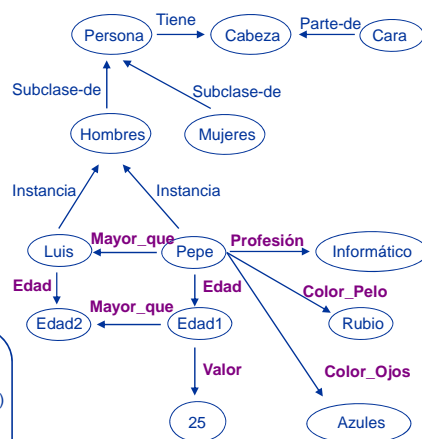 Tiene
Parte-de
Persona
Cabeza
Cara
Subclase-de
Subclase-de
Hombres
Mujeres
Instancia
Instancia
Mayor_que
Profesión
Luis
Pepe
Informático
Edad
Edad
Color_Pelo
Mayor_que
Edad2
Edad1
Rubio
Valor
Color_Ojos
)
25
Azules